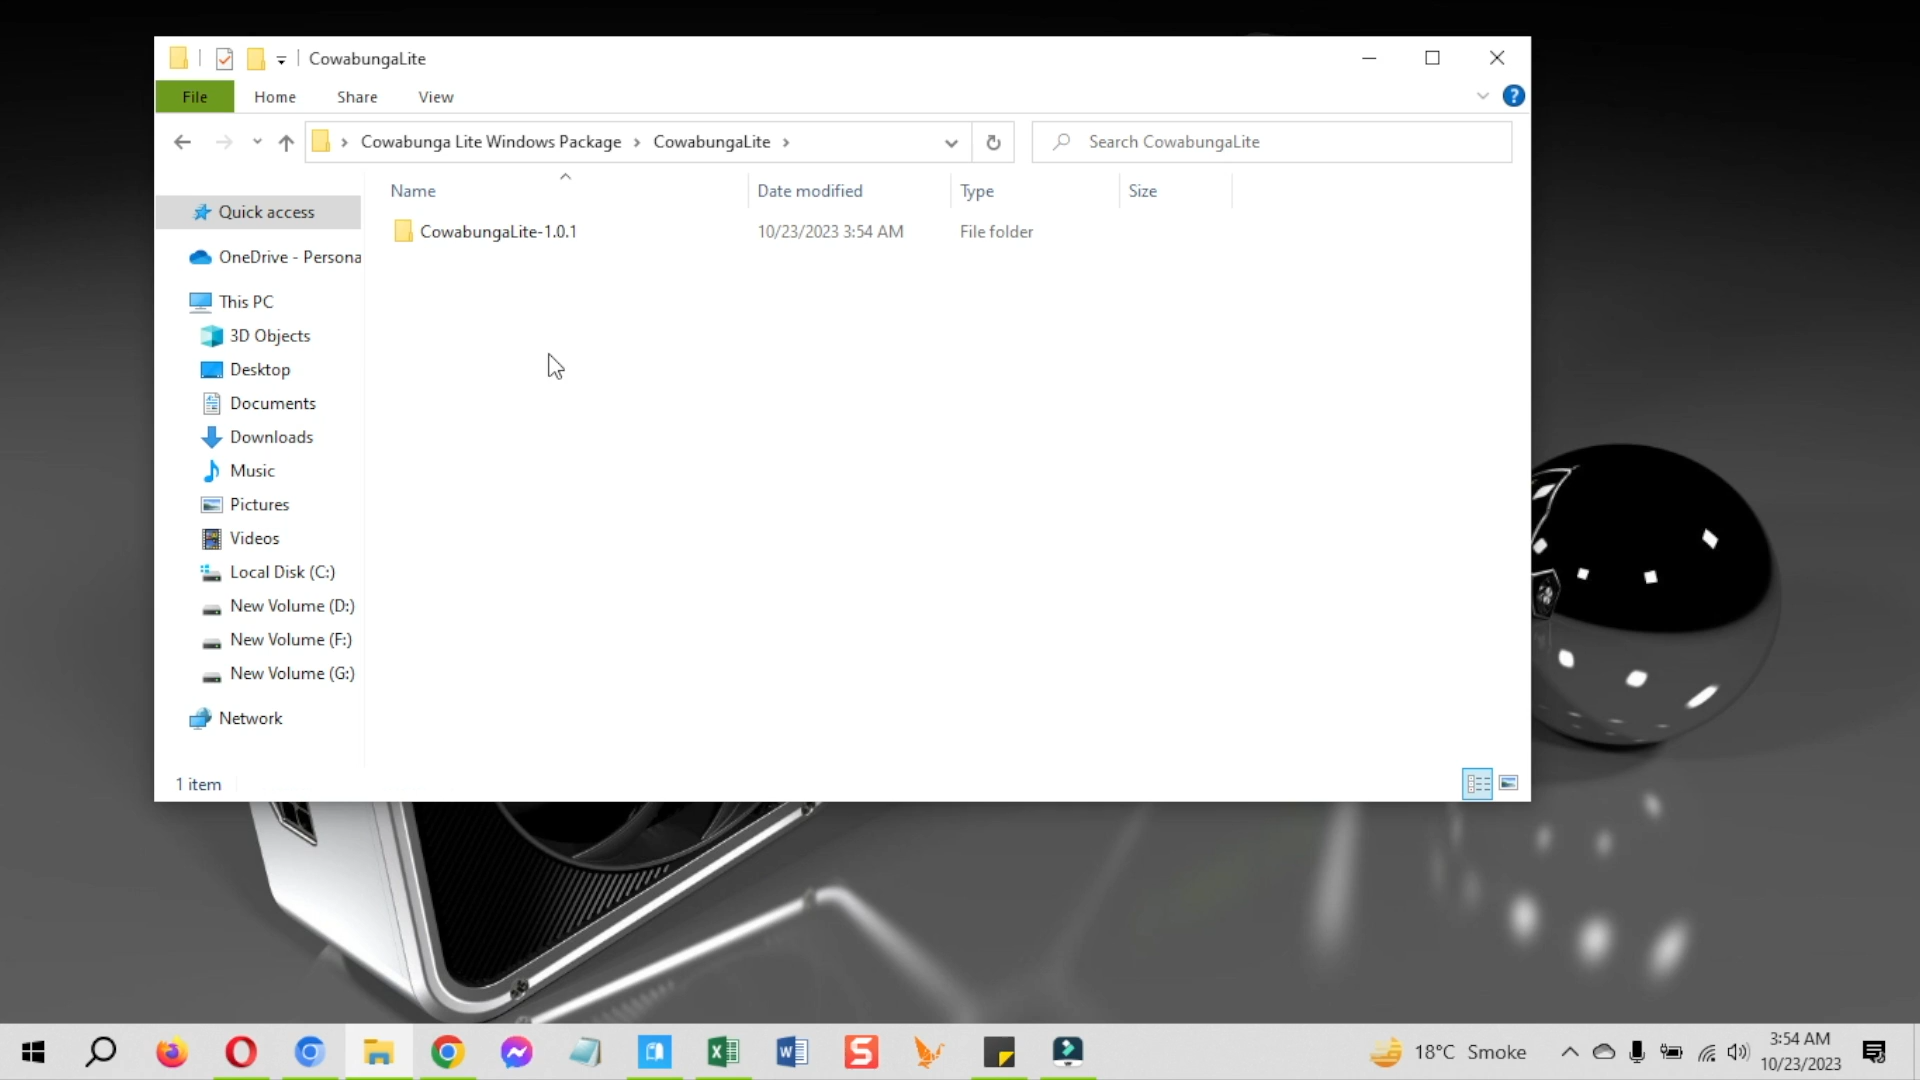 CowabungaLite
File Home Share View
Cowabunga Lite Windows Package CowabungaLite
Search CowabungaLite
Name Date modified Type Size
CowabungaLite-1.0.1 10/23/2023 3:54 AM File folder
Quick access
OneDrive - Persona
This PC
3D Objects
Desktop
Documents
Downloads
Music
Pictures
Videos
Local Disk (C:)
New Volume (D:)
New Volume (F:)
New Volume (G:)
Network
1 item
18°C Smoke
3:54 AM
10/23/2023